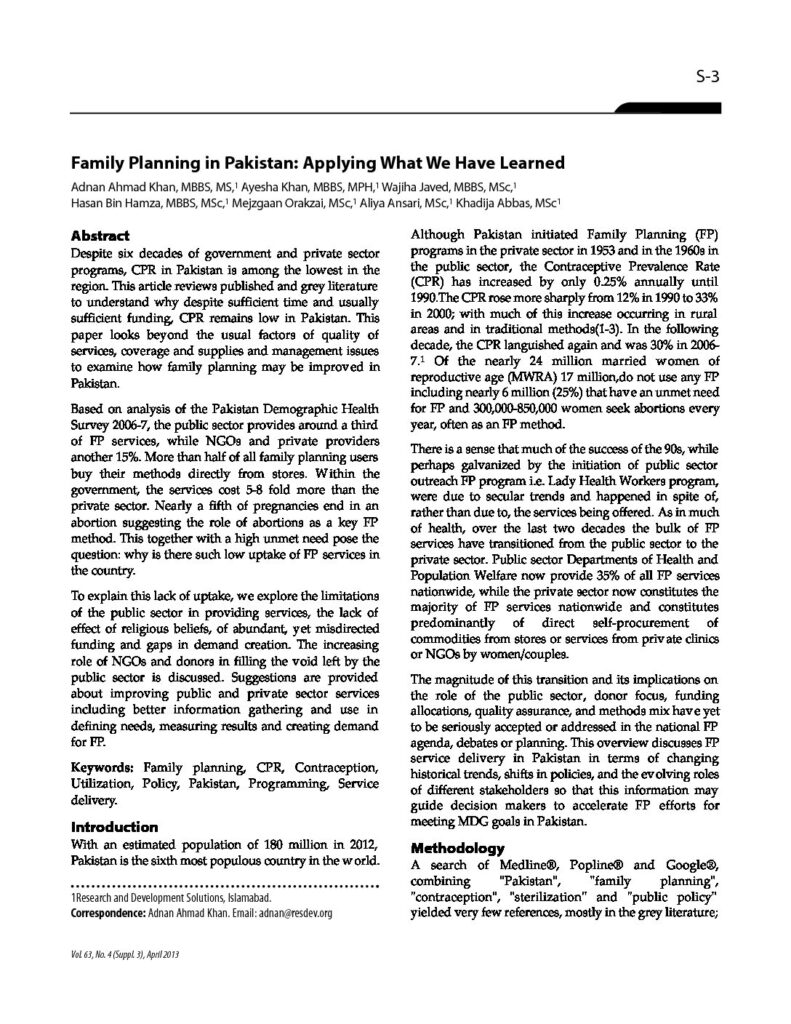 S-3
Family Planning in Pakistan: Applying What We Have Learned
Adnan Ahmad Khan, MBBS, MS,¹ Ayesha Khan, MBBS, MPH,¹ Wajiha Javed, MBBS, MSc,¹
Hasan Bin Hamza, MBBS, MSc,¹ Mejzgaan Orakzai, MSc,¹ Aliya Ansari, MSc,¹ Khadija Abbas, MSc¹
Abstract
Despite six decades of government and private sector
programs, CPR in Pakistan is among the lowest in the
region. This article reviews published and grey literature
to understand why despite sufficient time and usually
sufficient funding, CPR remains low in Pakistan. This
paper looks beyond the usual factors of quality of
services, coverage and supplies and management issues
to examine how family planning may be improved in
Pakistan.
Based on analysis of the Pakistan Demographic Health
Survey 2006-7, the public sector provides around a third
of FP services, while NGOs and private providers
another 15%. More than half of all family planning users
buy their methods directly from stores. Within the
government, the services cost 5-8 fold more than the
private sector. Nearly a fifth of pregnancies end in an
abortion suggesting the role of abortions as a key FP
method. This together with a high unmet need pose the
question: why is there such low uptake of FP services in
the country.
To explain this lack of uptake, we explore the limitations
of the public sector in providing services, the lack of
effect of religious beliefs, of abundant, yet misdirected
funding and gaps in demand creation. The increasing
role of NGOs and donors in filling the void left by the
public sector is discussed. Suggestions are provided
about improving public and private sector services
including better information gathering and use in
defining needs, measuring results and creating demand
for FP.
Keywords: Family planning, CPR, Contraception,
Utilization, Policy, Pakistan, Programming, Service
delivery.
Introduction
With an estimated population of 180 million in 2012,
Pakistan is the sixth most populous country in the world.
1Research and Development Solutions, Islamabad.
Correspondence: Adnan Ahmad Khan. Email: adnan@resdev.org
Although Pakistan initiated Family Planning (FP)
programs in the private sector in 1953 and in the 1960s in
the public sector, the Contraceptive Prevalence Rate
(CPR) has increased by only 0.25% annually until
1990.The CPR rose more sharply from 12% in 1990 to 33%
in 2000; with much of this increase occurring in rural
areas and in traditional methods(1-3). In the following
decade, the CPR languished again and was 30% in 2006-
7.¹ Of the nearly 24 million married women of
reproductive age (MWRA) 17 million,do not use any FP
including nearly 6 million (25%) that have an unmet need
for FP and 300,000-850,000 women seek abortions every
year, often as an FP method.
There is a sense that much of the success of the 90s, while
perhaps galvanized by the initiation of public sector
outreach FP program i.e. Lady Health Workers program,
were due to secular trends and happened in spite of,
rather than due to, the services being offered. As in much
of health, over the last two decades the bulk of FP
services have transitioned from the public sector to the
private sector. Public sector Departments of Health and
Population Welfare now provide 35% of all FP services
nationwide, while the private sector now constitutes the
majority of FP services nationwide and constitutes
predominantly of direct self-procurement of
commodities from stores or services from private clinics
or NGOs by women/couples.
The magnitude of this transition and its implications on
the role of the public sector, donor focus, funding
allocations, quality assurance, and methods mix have yet
to be seriously accepted or addressed in the national FP
agenda, debates or planning. This overview discusses FP
service delivery in Pakistan in terms of changing
historical trends, shifts in policies, and the evolving roles
of different stakeholders so that this information may
guide decision makers to accelerate FP efforts for
meeting MDG goals in Pakistan.
Methodology
A search of Medline®, Popline® and Google®,
combining "Pakistan", "family planning",
"contraception", "sterilization" and "public policy"
yielded very few references, mostly in the grey literature;
Vol. 63, No. 4 (Suppl. 3), April 2013